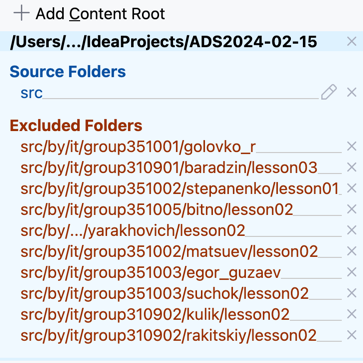 Add Content Root
/Users/.../IdeaProjects/ADS2024-02-15
Source Folders
src
Excluded Folders
src/by/it/group351001/golovko_r
src/by/it/group310901/baradzin/lesson03
src/by/it/group351002/stepanenko/lesson01
src/by/it/group351005/bitno/lesson02
src/by/.../yarakhovich/lesson02
src/by/it/group351002/matsuev/lesson02
src/by/it/group351003/egor_guzaev
src/by/it/group351003/suchok/lesson02
src/by/it/group310902/kulik/lesson02
src/by/it/group310902/rakitskiy/lesson02